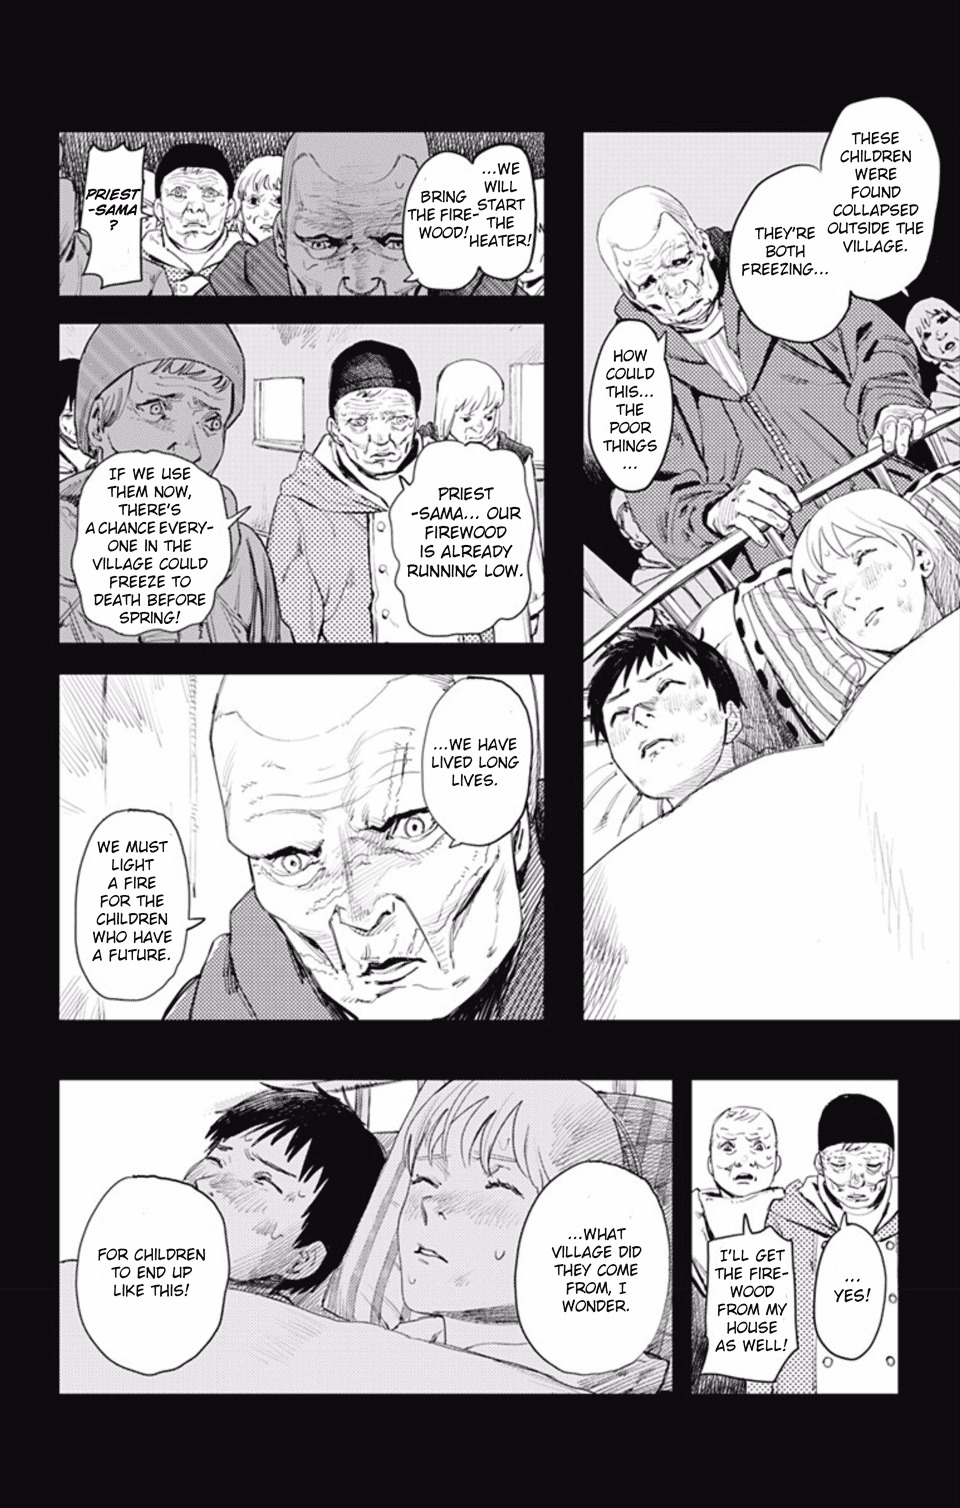 THESE
CHILDREN
WERE
FOUND
COLLAPSED
OUTSIDE THE
VILLAGE.
THEY'RE
BOTH
FREEZING...
HOW
COULD
THIS...
THE
POOR
THINGS
...
...WE
WILL
START
THE
HEATER!
BRING
THE FIRE-
WOOD!
PRIEST
-SAMA
?
PRIEST
-SAMA... OUR
FIREWOOD
IS ALREADY
RUNNING LOW.
IF WE USE
THEM NOW,
THERE'S
A CHANCE EVERY-
ONE IN THE
VILLAGE COULD
FREEZE TO
DEATH BEFORE
SPRING!
...WE HAVE
LIVED LONG
LIVES.
WE MUST
LIGHT
A FIRE
FOR THE
CHILDREN
WHO HAVE
A FUTURE.
...
YES!
I'LL GET
THE FIRE-
WOOD
FROM MY
HOUSE
AS WELL!
...WHAT
VILLAGE DID
THEY COME
FROM, I
WONDER.
FOR CHILDREN
TO END UP
LIKE THIS!